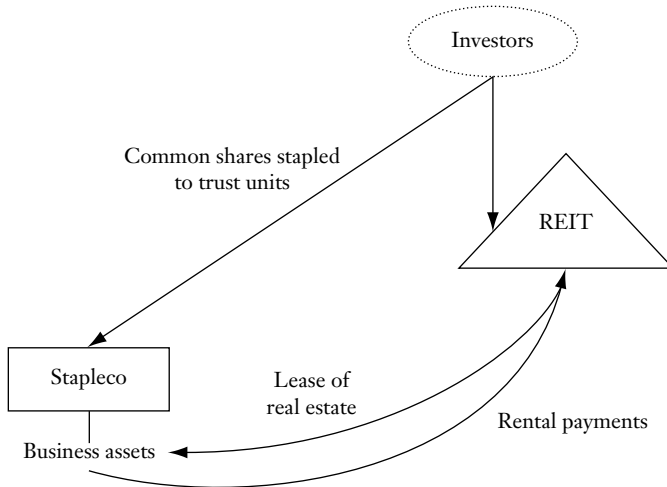 Investors
Common shares stapled
to trust units
REIT
Stapleco
Lease of
real estate
Rental payments
Business assets